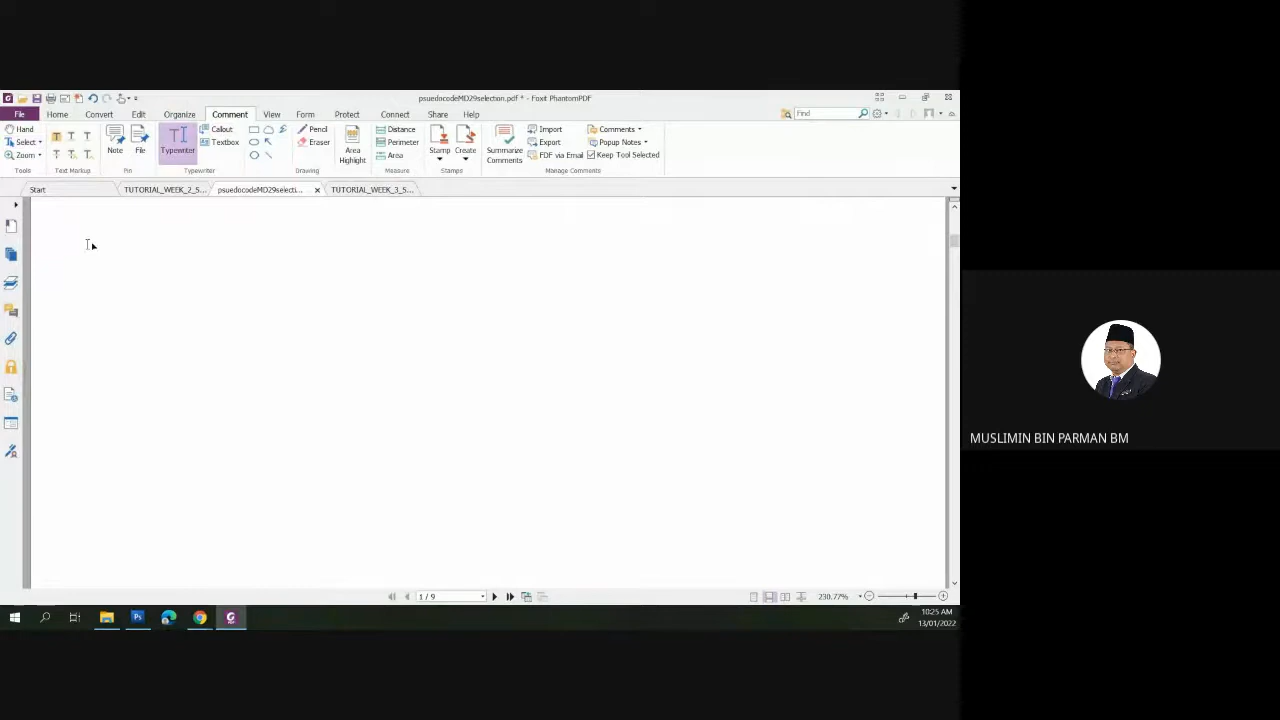 psuedocodeMD29selection.pdf * - Foxit PhantomPDF
File Home Convert Edit Organize Comment View Form Protect Connect Share Help Find
Hand
Select
Zoom
Tools
Text Markup
Note
File
Pin
Typewriter
Callout
Textbox
Typewriter
Pencil
Eraser
Drawing
Area
Highlight
Distance
Perimeter
Area
Measure
Stamp
Create
Stamps
Summarize
Comments
Import
Export
FDF via Email
Comments
Popup Notes
Keep Tool Selected
Manage Comments
Start TUTORIAL_WEEK_2_S... psuedocodeMD29selecti... TUTORIAL_WEEK_3_S...
MUSLIMIN BIN PARMAN BM
1 / 9
230.77%
10:25 AM
13/01/2022